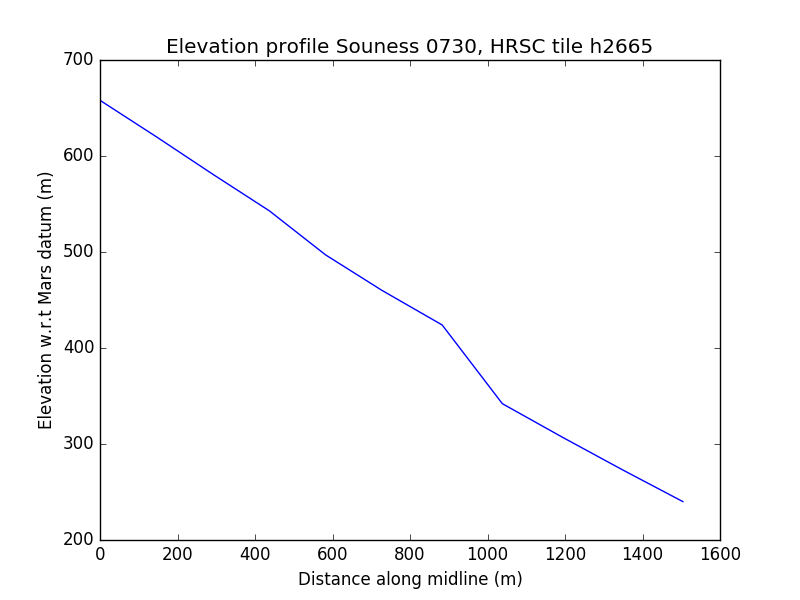 Elevation profile Souness 0730, HRSC tile h2665
700
600
500
400
300
200
Elevation w.r.t Mars datum (m)
0 200 400 600 800 1000 1200 1400 1600
Distance along midline (m)